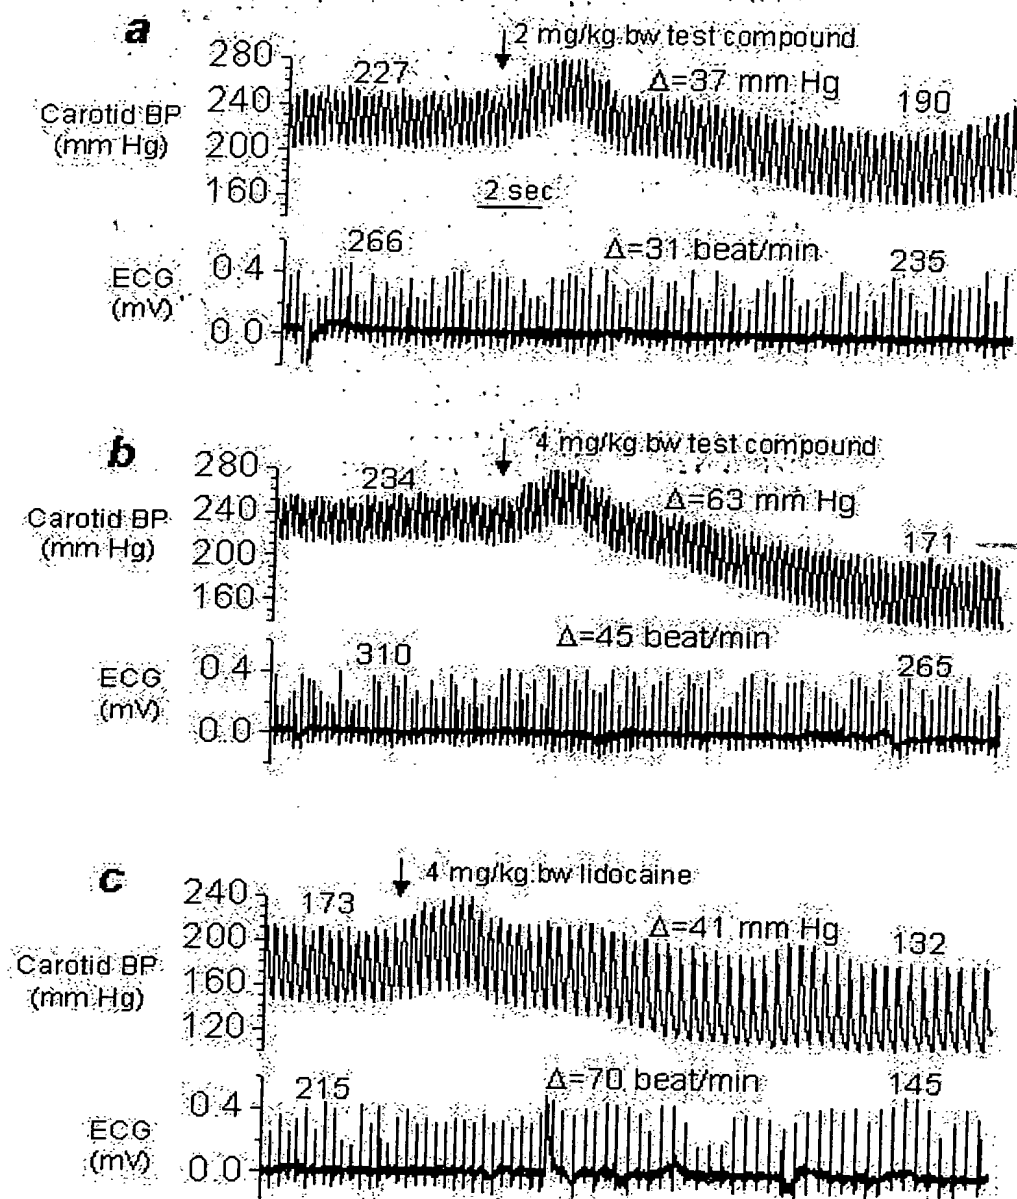 a
2 mg/kg bw test compound
280
227
Δ=37 mm Hg
Carotid BP
(mm Hg)
240
190
200
160
2 sec
266
Δ=31 beat/min
235
ECG
(mV)
0.4
0.0
b
4 mg/kg bw test compound
280
234
Δ=63 mm Hg
Carotid BP
(mm Hg)
240
171
200
160
310
Δ=45 beat/min
265
ECG
(mV)
0.4
0.0
c
4 mg/kg bw lidocaine
240
173
Δ=41 mm Hg
132
Carotid BP
(mm Hg)
200
160
120
215
Δ=70 beat/min
145
ECG
(mV)
0.4
0.0